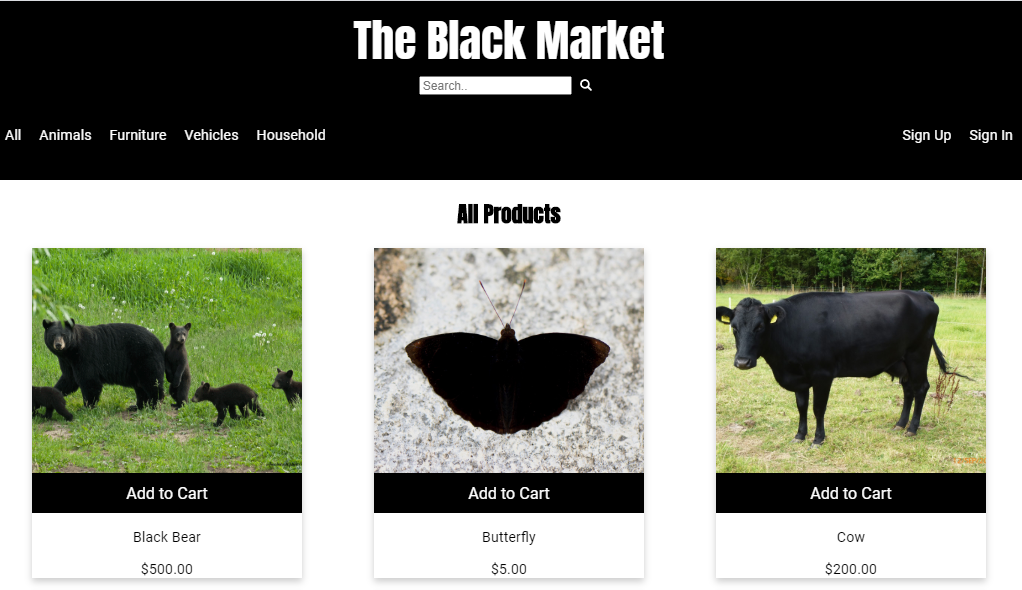 The Black Market
Search..
All Animals Furniture Vehicles Household Sign Up Sign In
All Products
Add to Cart Add to Cart Add to Cart
Black Bear Butterfly Cow
$500.00 $5.00 $200.00